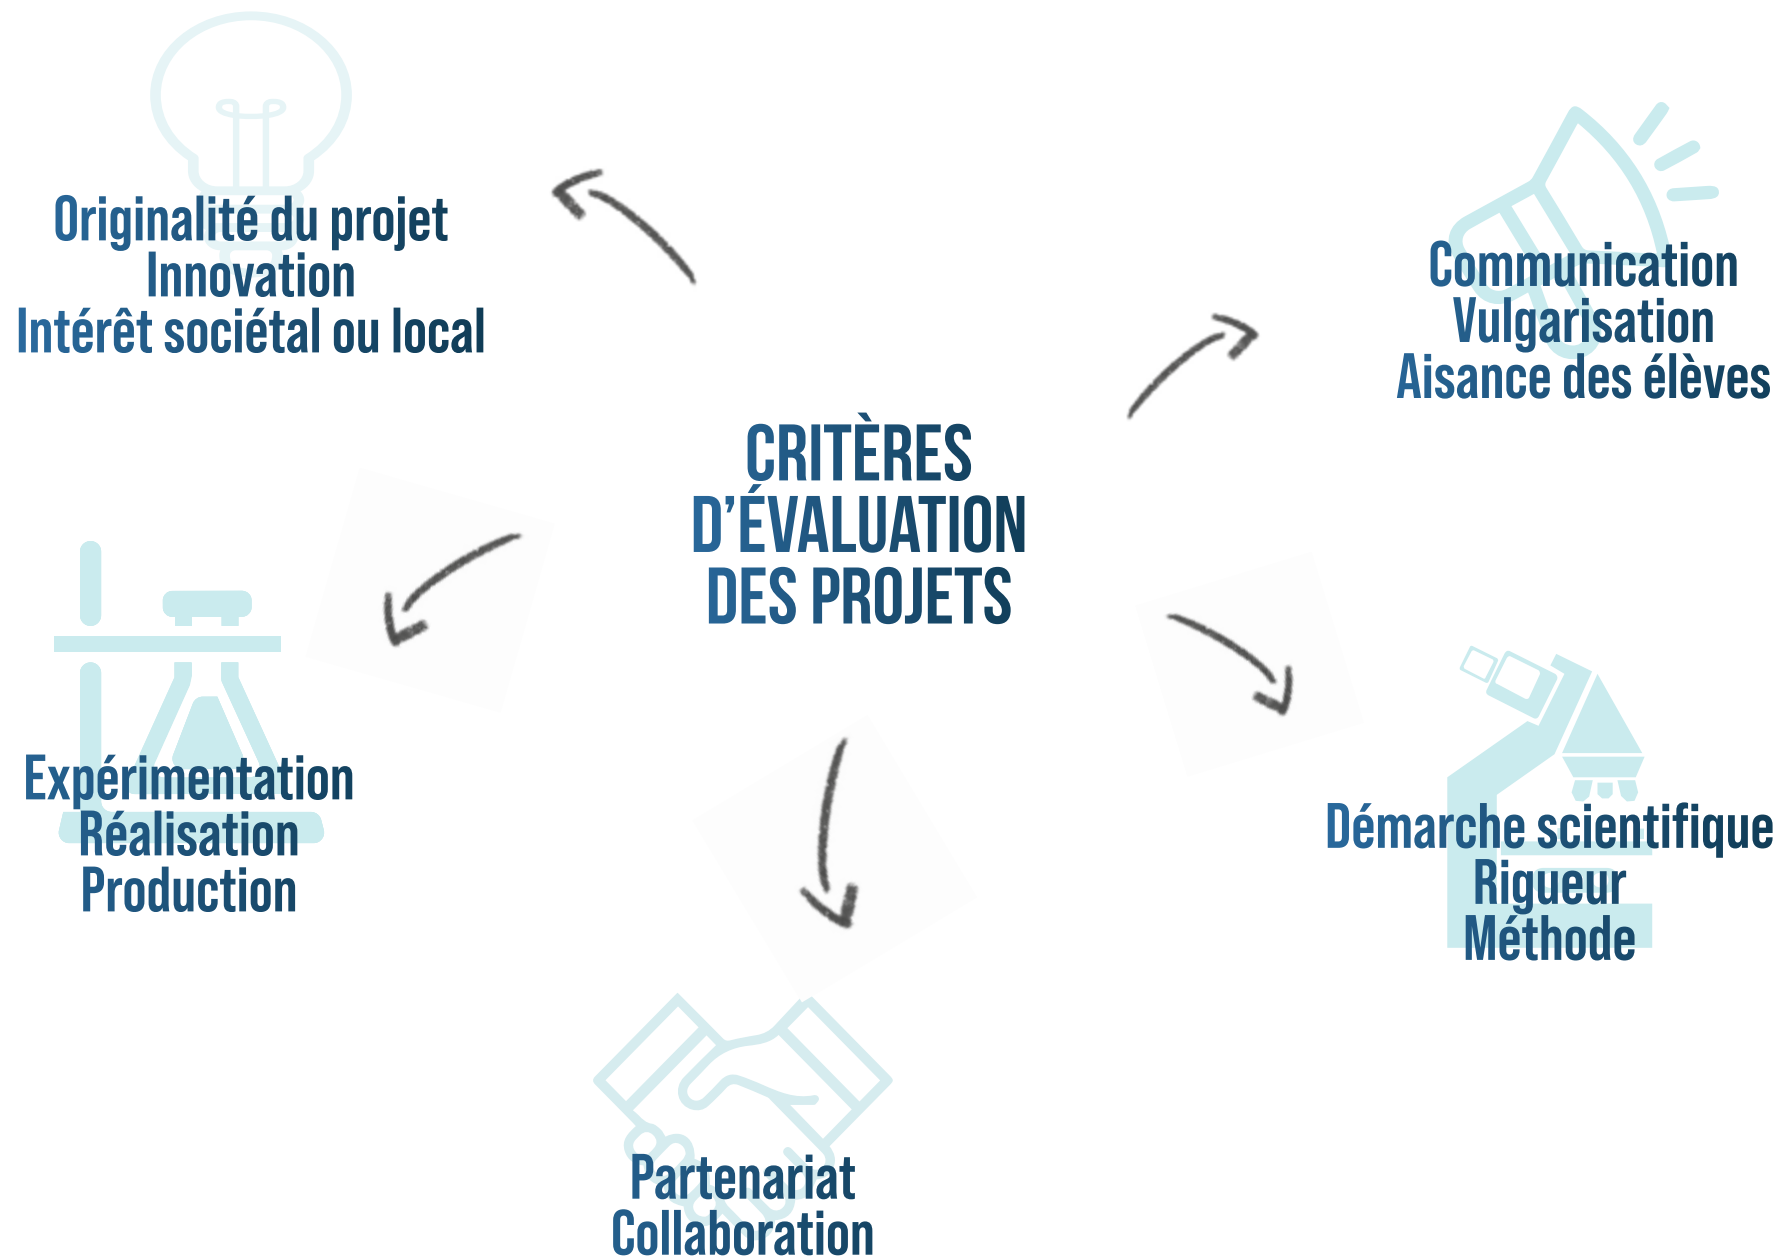 Originalité du projet
Innovation
Intérêt sociétal ou local
Communication
Vulgarisation
Aisance des élèves
CRITÈRES
D’ÉVALUATION
DES PROJETS
Expérimentation
Réalisation
Production
Démarche scientifique
Rigueur
Méthode
Partenariat
Collaboration